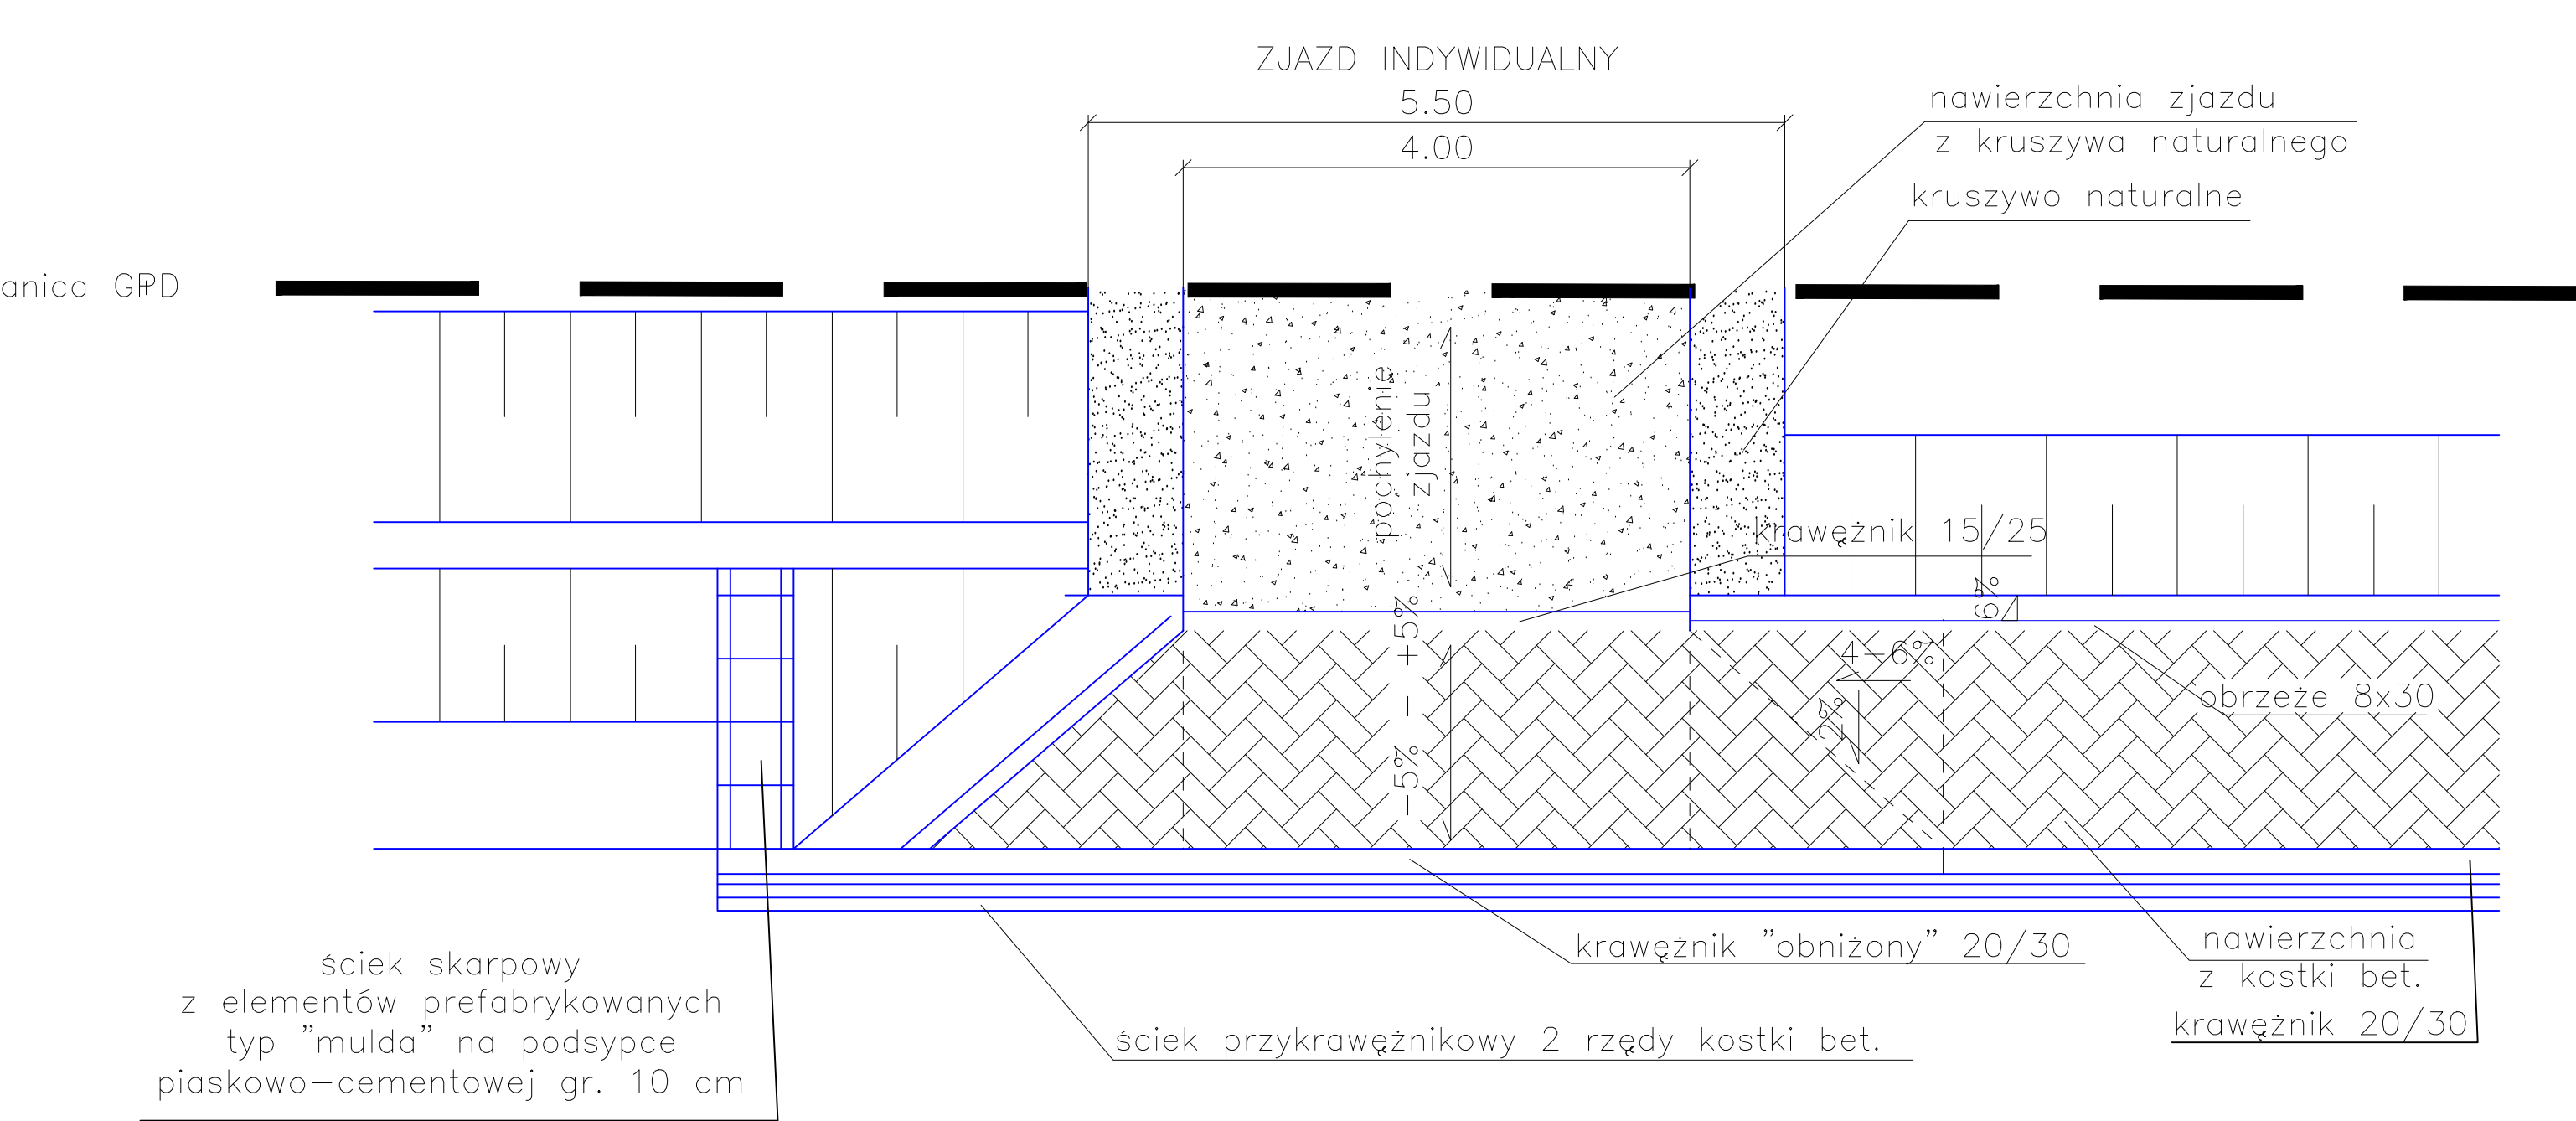 ZJAZD INDYWIDUALNY
5.50
4.00
nawierzchnia zjazdu
z kruszywa naturalnego
kruszywo naturalne
anica GPD
pochylenie
zjazdu
krawężnik 15/25
6%
-5% - +5%
4-6%
2%
obrzeże 8x30
krawężnik "obniżony" 20/30
nawierzchnia
z kostki bet.
krawężnik 20/30
ściek skarpowy
z elementów prefabrykowanych
typ "mulda" na podsypce
piaskowo-cementowej gr. 10 cm
ściek przykrawężnikowy 2 rzędy kostki bet.